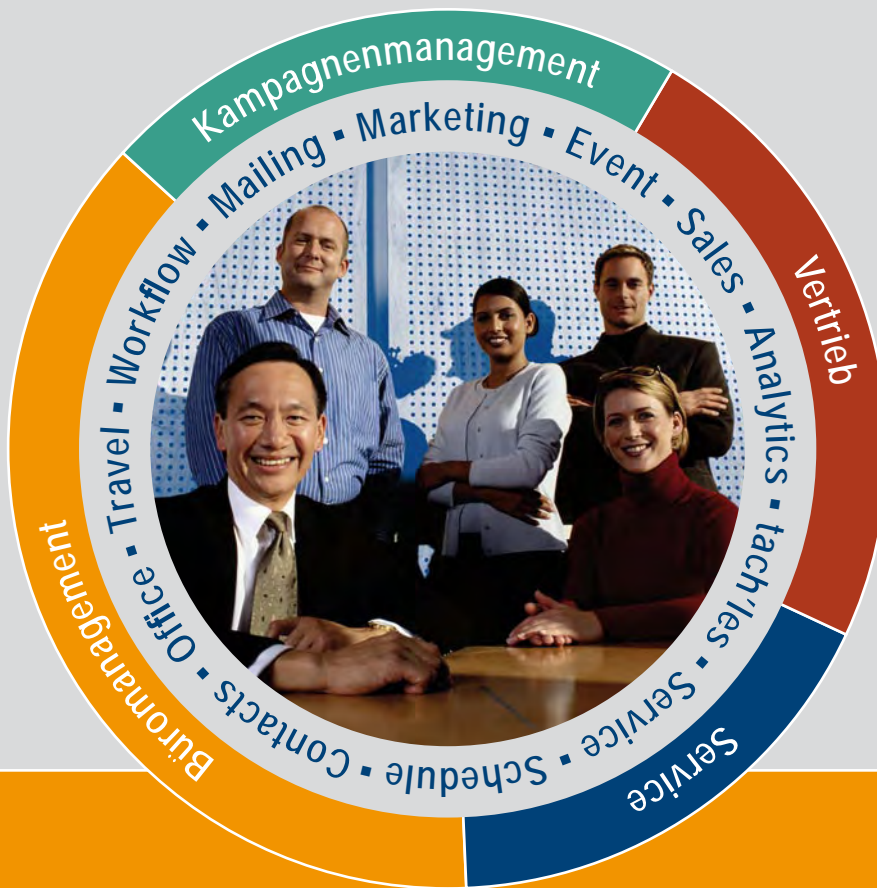 Kampagnenmanagement
Vertrieb
Service
Büromanagement
Mailing ▪ Marketing ▪ Event ▪ Sales ▪ Analytics ▪ tach'les ▪ Service ▪ Schedule ▪ Contacts ▪ Office ▪ Travel ▪ Workflow ▪